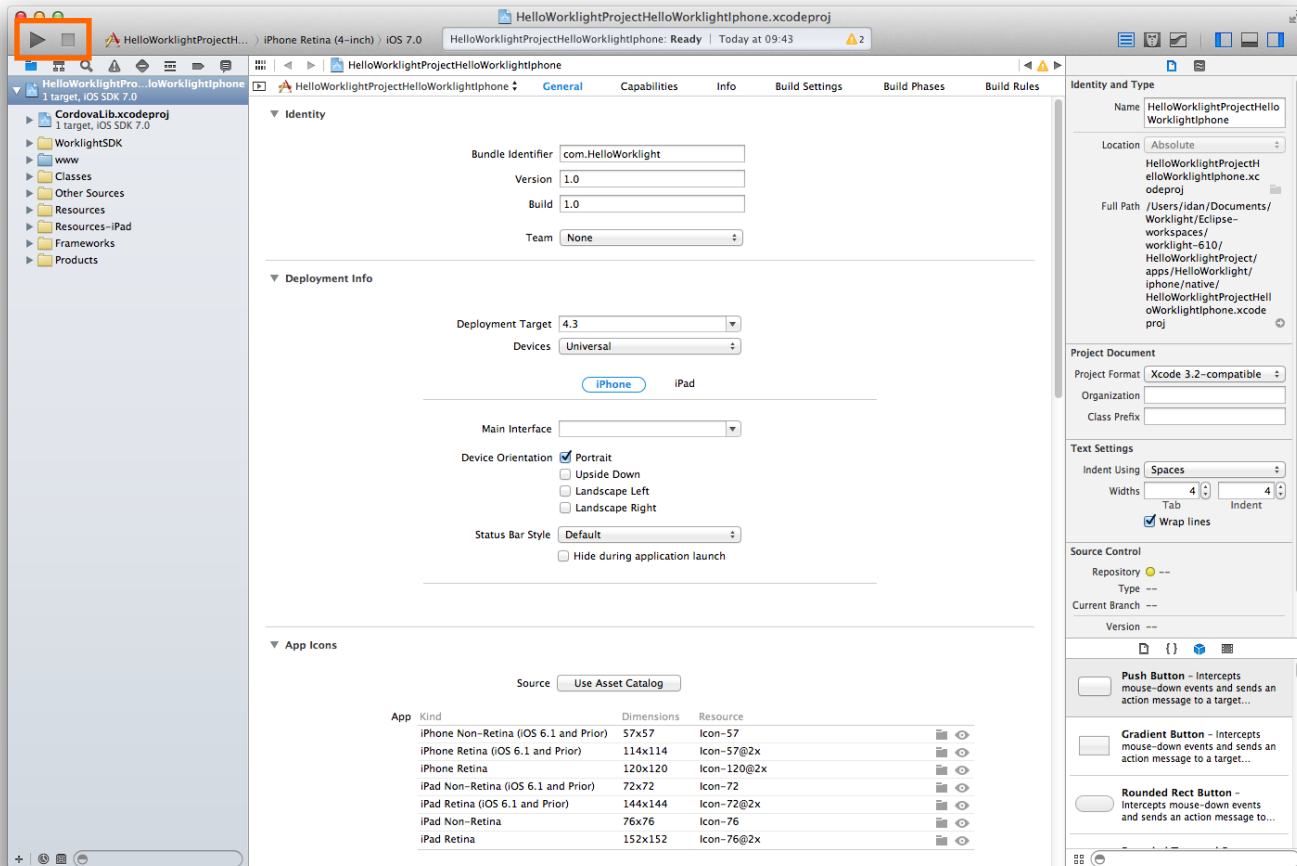 HelloWorklightProjectHelloWorklightIphone.xcodeproj
HelloWorklightProjectH... iPhone Retina (4-inch) iOS 7.0
HelloWorklightProjectHelloWorklightIphone: Ready | Today at 09:43 2
HelloWorklightProjectHelloWorklightIphone
HelloWorklightPro...loWorklightIphone
1 target, iOS SDK 7.0
CordovaLib.xcodeproj
1 target, iOS SDK 7.0
WorklightSDK
www
Classes
Other Sources
Resources
Resources-iPad
Frameworks
Products
HelloWorklightProjectHelloWorklightIphone General Capabilities Info Build Settings Build Phases Build Rules
Identity
Bundle Identifier com.HelloWorklight
Version 1.0
Build 1.0
Team None
Deployment Info
Deployment Target 4.3
Devices Universal
iPhone iPad
Main Interface
Device Orientation Portrait
Upside Down
Landscape Left
Landscape Right
Status Bar Style Default
Hide during application launch
App Icons
Source Use Asset Catalog
App Kind Dimensions Resource
iPhone Non-Retina (iOS 6.1 and Prior) 57x57 Icon-57
iPhone Retina (iOS 6.1 and Prior) 114x114 Icon-57@2x
iPhone Retina 120x120 Icon-120@2x
iPad Non-Retina (iOS 6.1 and Prior) 72x72 Icon-72
iPad Retina (iOS 6.1 and Prior) 144x144 Icon-72@2x
iPad Non-Retina 76x76 Icon-76
iPad Retina 152x152 Icon-76@2x
Identity and Type
Name HelloWorklightProjectHello
WorklightIphone
Location Absolute
HelloWorklightProjectH
elloWorklightIphone.xc
odeproj
Full Path /Users/idan/Documents/
Worklight/Eclipse-
workspaces/
worklight-610/
HelloWorklightProject/
apps/HelloWorklight/
iphone/native/
HelloWorklightProjectHell
oWorklightIphone.xcode
proj
Project Document
Project Format Xcode 3.2-compatible
Organization
Class Prefix
Text Settings
Indent Using Spaces
Widths 4 4
Tab Indent
Wrap lines
Source Control
Repository --
Type --
Current Branch --
Version --
{}
Push Button - Intercepts
mouse-down events and sends an
action message to a target...
Gradient Button - Intercepts
mouse-down events and sends an
action message to a target...
Rounded Rect Button -
Intercepts mouse-down events
and sends an action message to...